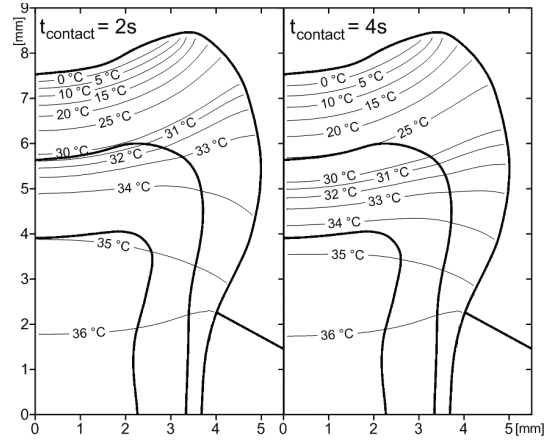 9
[mm]
8
7
6
5
4
3
2
1
0
t contact = 2s
0 °C 5 °C
10 °C 15 °C
20 °C
25 °C
30 °C
31 °C
32 °C
33 °C
34 °C
35 °C
36 °C
0 1 2 3 4 5
t contact = 4s
0 °C 5 °C
10 °C 15 °C
20 °C
25 °C
30 °C 31 °C
32 °C 33 °C
34 °C
35 °C
36 °C
0 1 2 3 4 5 [mm]